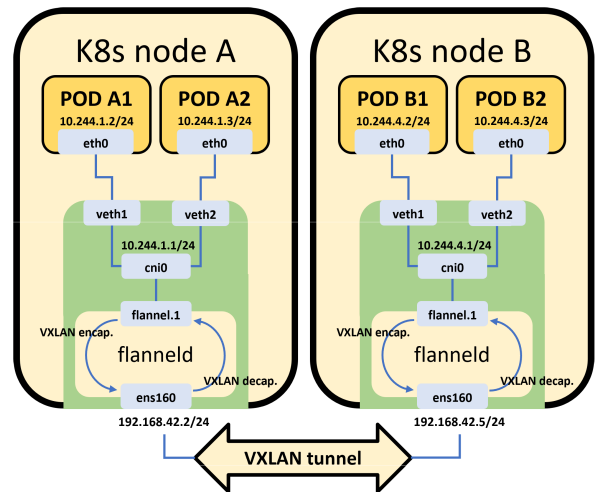 K8s node A
POD A1
10.244.1.2/24
eth0
POD A2
10.244.1.3/24
eth0
veth1
veth2
10.244.1.1/24
cni0
flannel.1
VXLAN encap.
flanneld
VXLAN decap.
ens160
192.168.42.2/24
K8s node B
POD B1
10.244.4.2/24
eth0
POD B2
10.244.4.3/24
eth0
veth1
veth2
10.244.4.1/24
cni0
flannel.1
VXLAN encap.
flanneld
VXLAN decap.
ens160
192.168.42.5/24
VXLAN tunnel